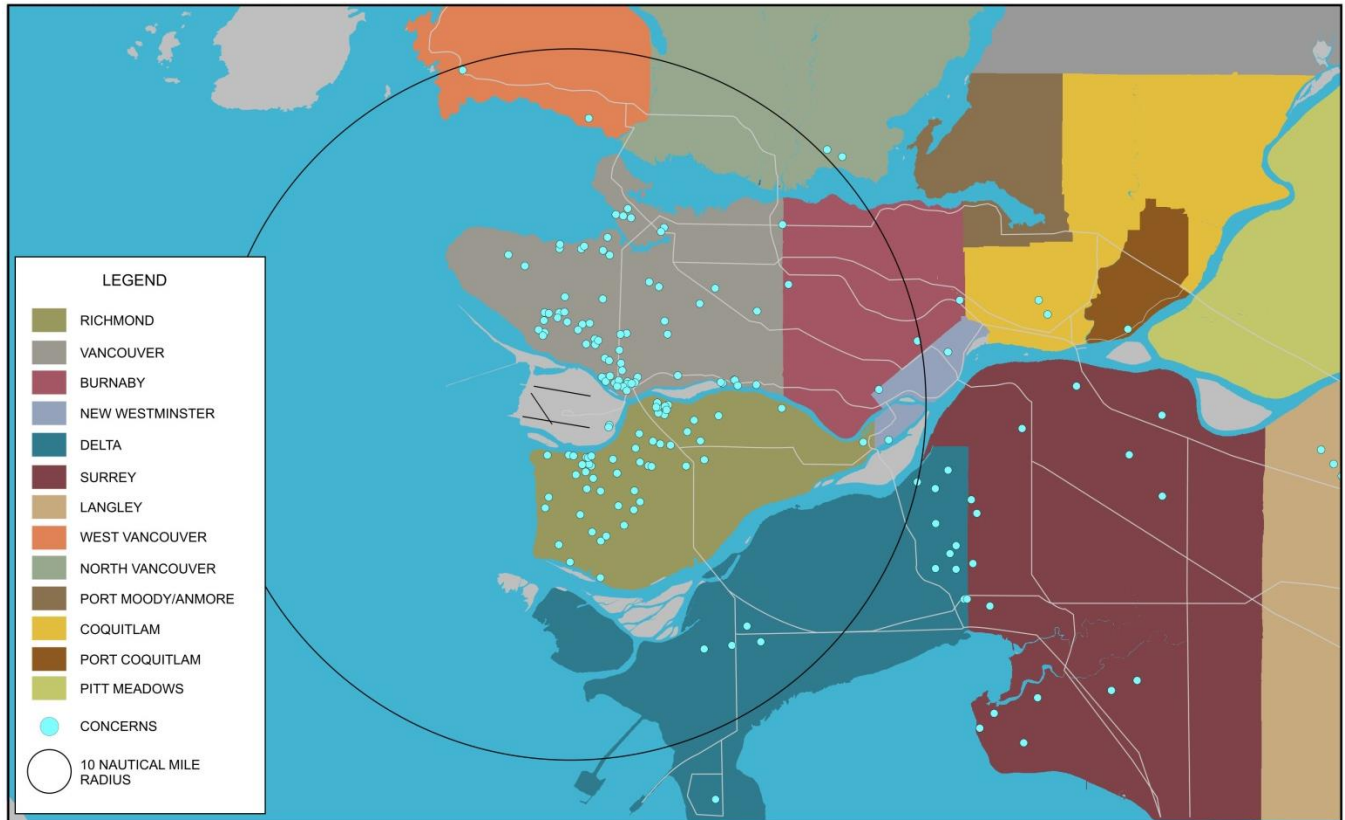 LEGEND
RICHMOND
VANCOUVER
BURNABY
NEW WESTMINSTER
DELTA
SURREY
LANGLEY
WEST VANCOUVER
NORTH VANCOUVER
PORT MOODY/ANMORE
COQUITLAM
PORT COQUITLAM
PITT MEADOWS
CONCERNS
10 NAUTICAL MILE
RADIUS